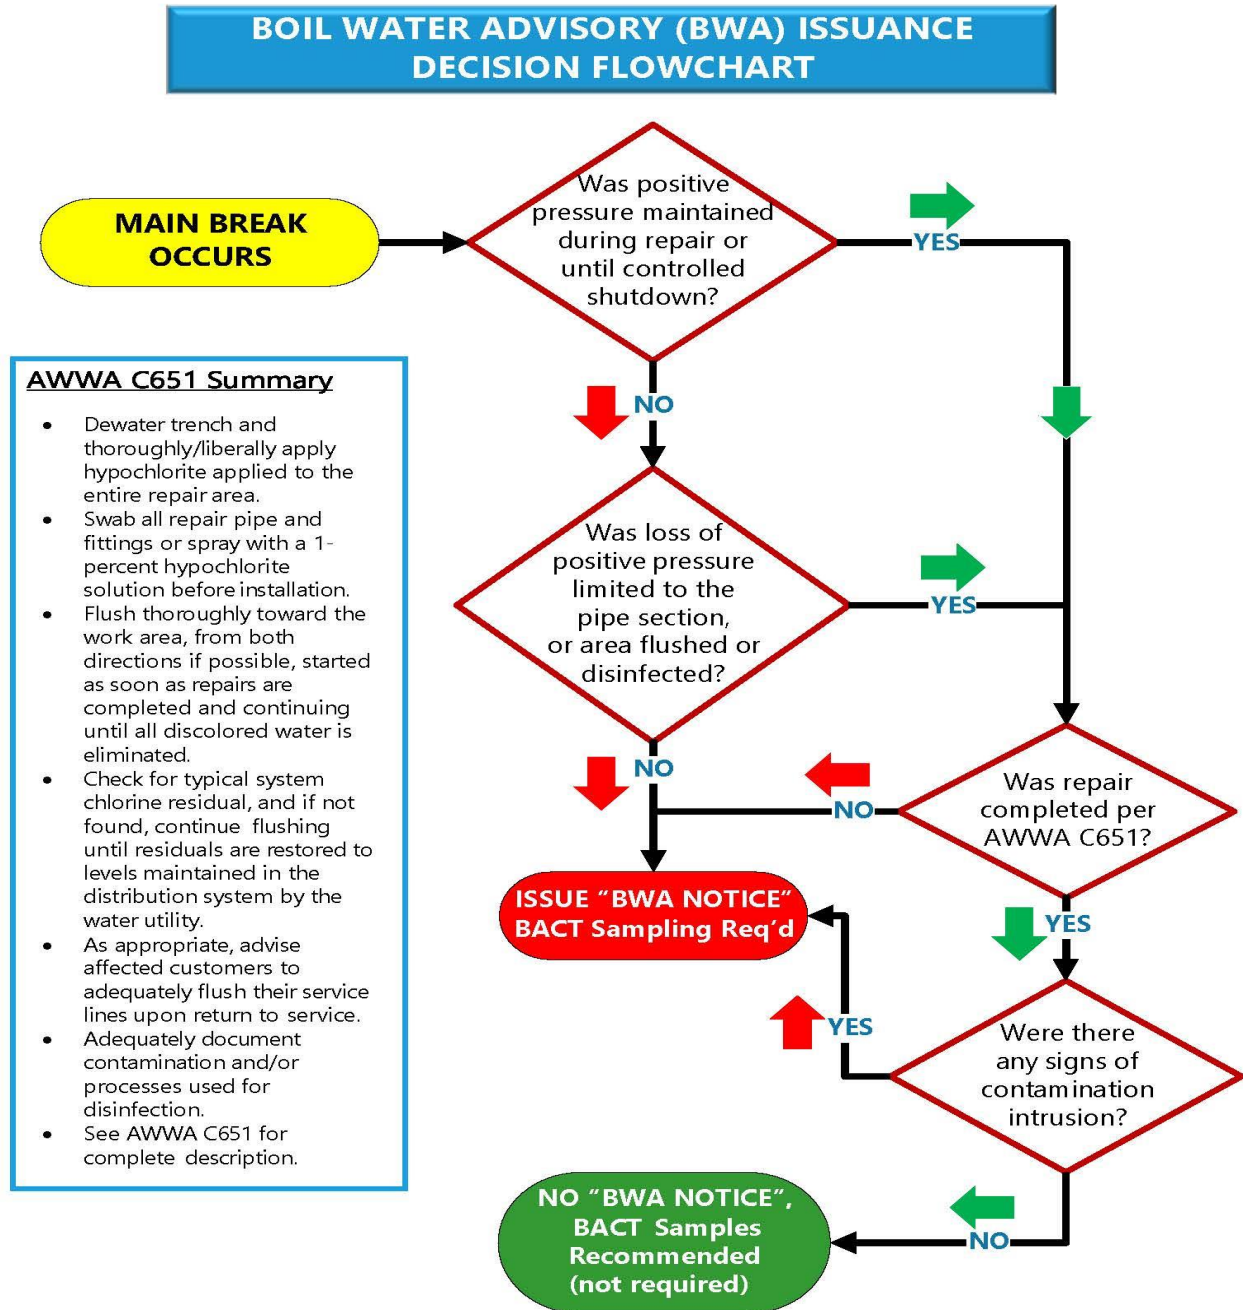 BOIL WATER ADVISORY (BWA) ISSUANCE
DECISION FLOWCHART
MAIN BREAK
OCCURS
Was positive
pressure maintained
during repair or
until controlled
shutdown?
YES
NO
Was loss of
positive pressure
limited to the
pipe section,
or area flushed or
disinfected?
YES
NO
Was repair
completed per
AWWA C651?
NO
YES
ISSUE “BWA NOTICE”
BACT Sampling Req’d
Were there
any signs of
contamination
intrusion?
YES
NO
NO “BWA NOTICE”,
BACT Samples
Recommended
(not required)
AWWA C651 Summary
• Dewater trench and
thoroughly/liberally apply
hypochlorite applied to the
entire repair area.
• Swab all repair pipe and
fittings or spray with a 1-
percent hypochlorite
solution before installation.
• Flush thoroughly toward the
work area, from both
directions if possible, started
as soon as repairs are
completed and continuing
until all discolored water is
eliminated.
• Check for typical system
chlorine residual, and if not
found, continue flushing
until residuals are restored to
levels maintained in the
distribution system by the
water utility.
• As appropriate, advise
affected customers to
adequately flush their service
lines upon return to service.
• Adequately document
contamination and/or
processes used for
disinfection.
• See AWWA C651 for
complete description.